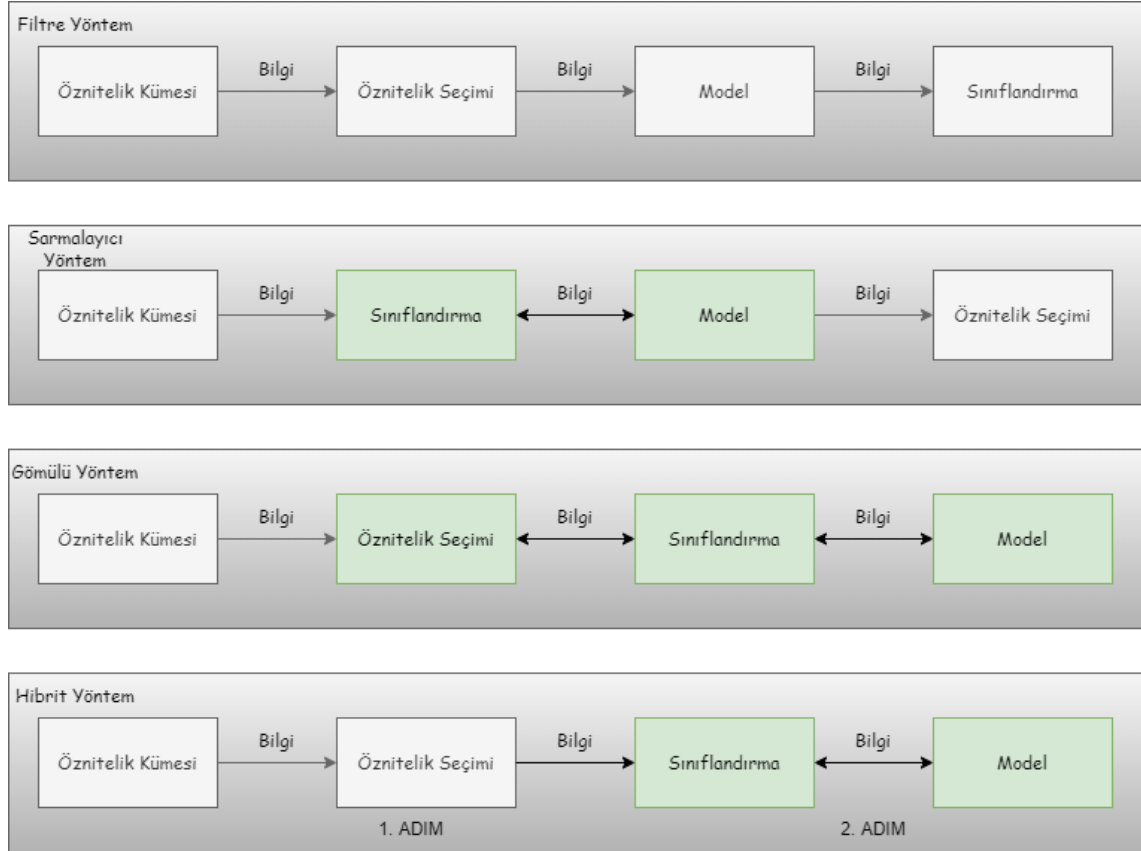 Filtre Yöntem
Bilgi Bilgi Bilgi
Öznitelik Kümesi Öznitelik Seçimi Model Sınıflandırma
Sarmalayıcı
Yöntem
Bilgi Bilgi Bilgi
Öznitelik Kümesi Sınıflandırma Model Öznitelik Seçimi
Gömülü Yöntem
Bilgi Bilgi Bilgi
Öznitelik Kümesi Öznitelik Seçimi Sınıflandırma Model
Hibrit Yöntem
Bilgi Bilgi Bilgi
Öznitelik Kümesi Öznitelik Seçimi Sınıflandırma Model
1. ADIM 2. ADIM